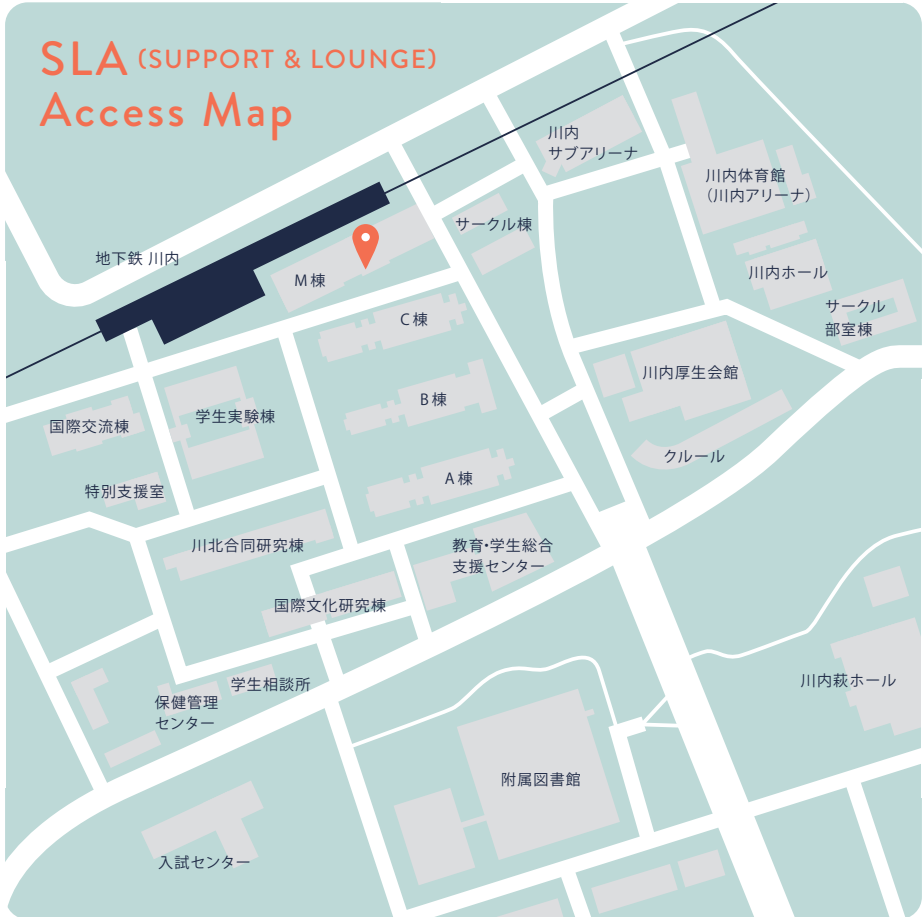 SLA (SUPPORT & LOUNGE)
Access Map
川内
サブアリーナ
川内体育館
(川内アリーナ)
サークル棟
地下鉄 川内
M棟
川内ホール
サークル
部室棟
C棟
川内厚生会館
B棟
国際交流棟
学生実験棟
クルール
A棟
特別支援室
川北合同研究棟
教育・学生総合
支援センター
国際文化研究棟
学生相談所
川内萩ホール
保健管理
センター
附属図書館
入試センター